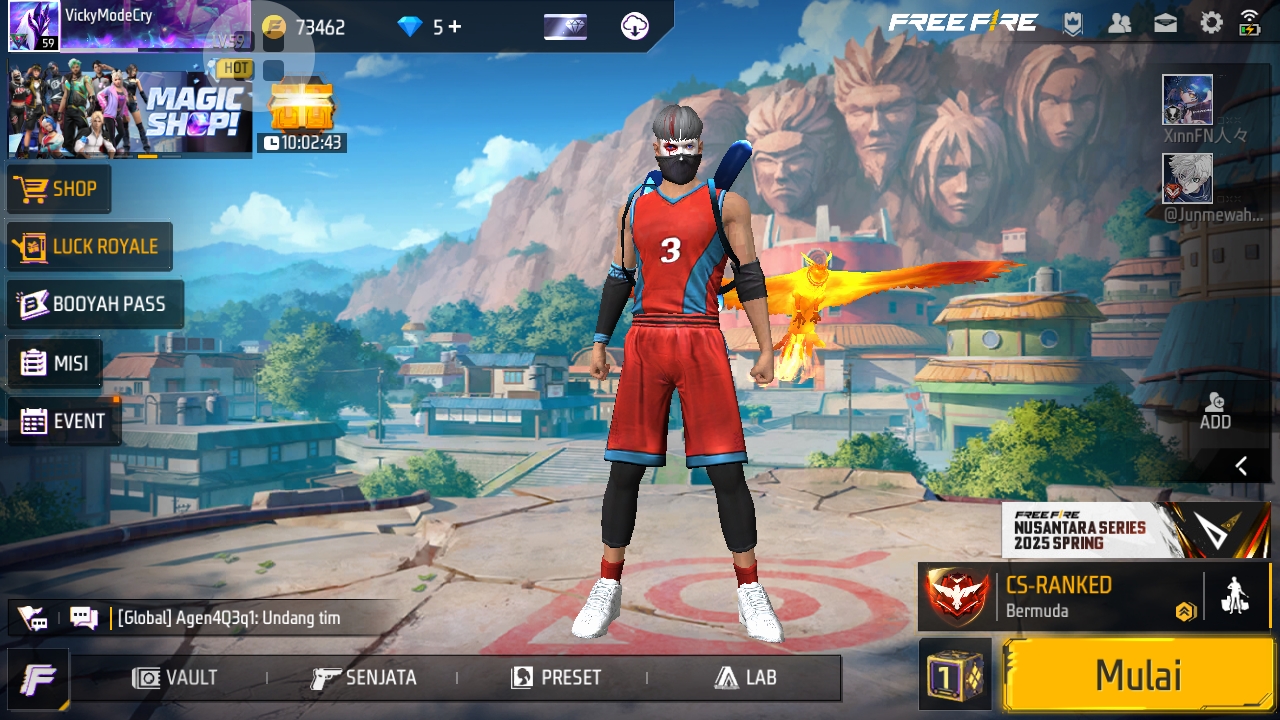 VickyModeCry
59
73462
5+
FREE FIRE
HOT
MAGIC
SHOP!
10:02:43
XinnFN人々
@Junmewah...
SHOP
LUCK ROYALE
BOOYAH PASS
MISI
EVENT
3
ADD
FREE FIRE
NUSANTARA SERIES
2025 SPRING
CS-RANKED
Bermuda
[Global] Agen4Q3q1: Undang tim
VAULT
SENJATA
PRESET
LAB
1
Mulai